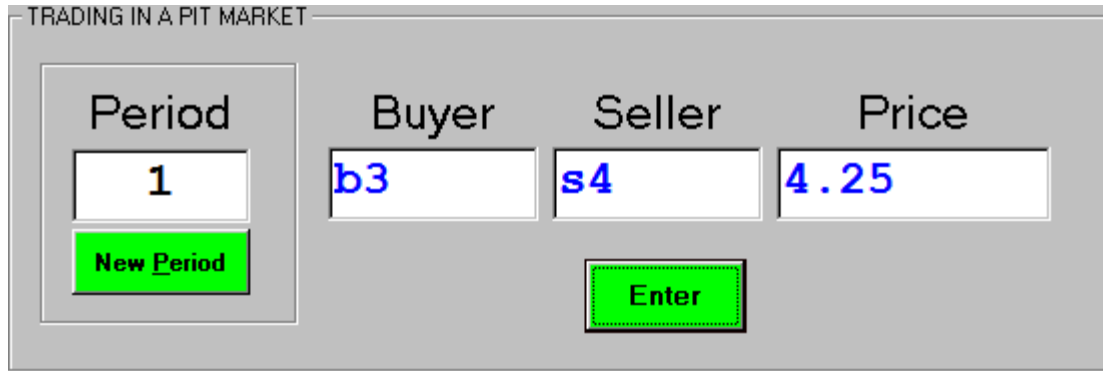 TRADING IN A PIT MARKET
Period Buyer Seller Price
1 b3 s4 4.25
New Period
Enter